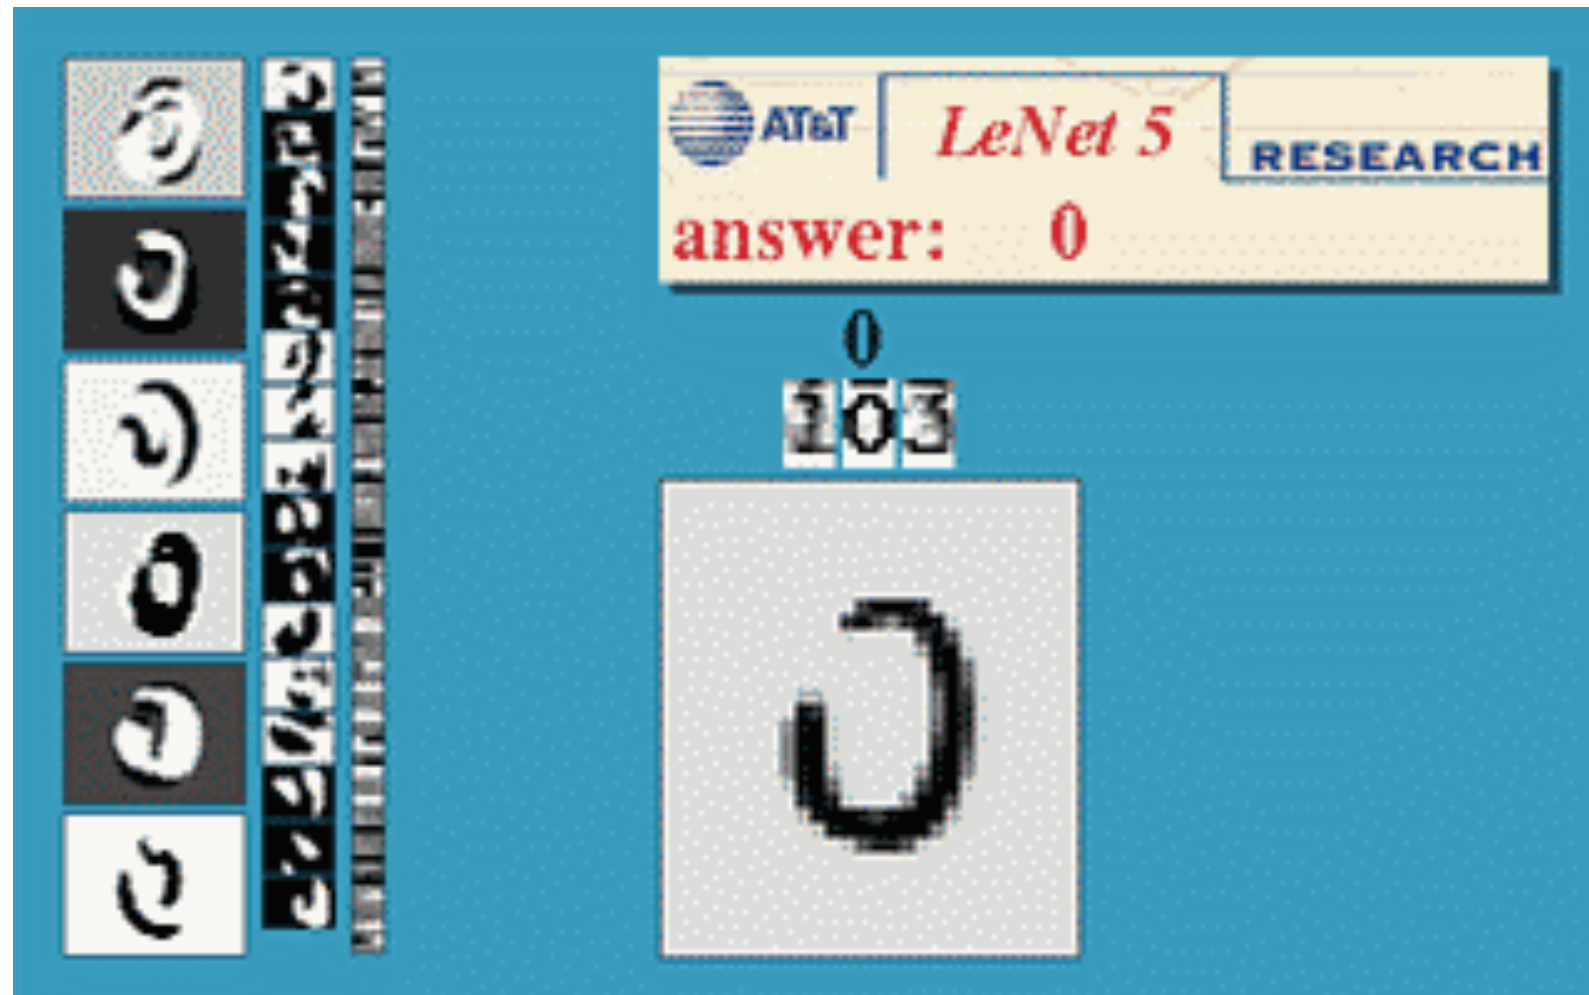 AT&T
LeNet 5
RESEARCH
answer: 0
0
103